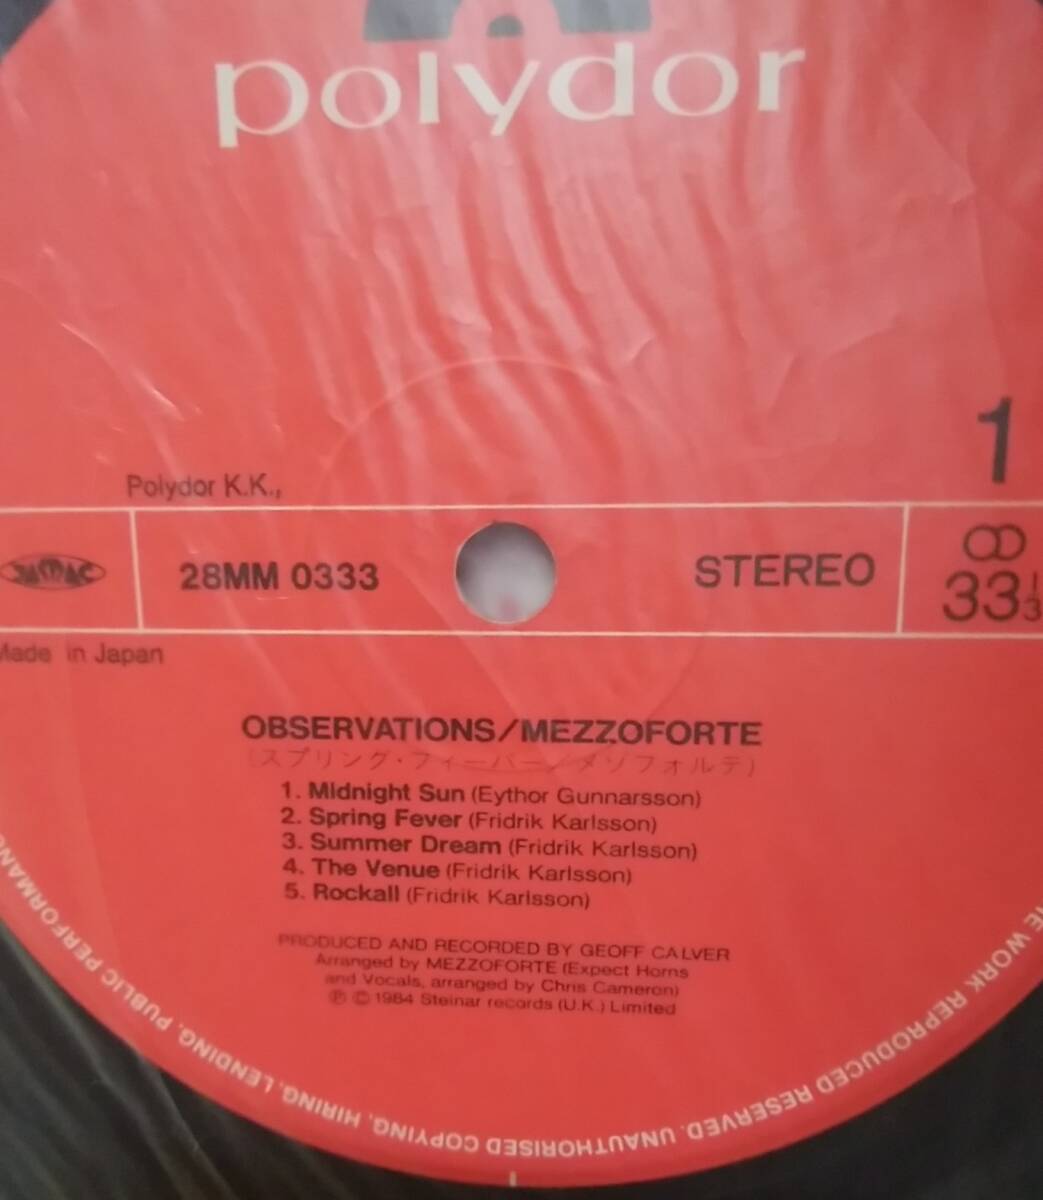 polydor
1
Polydor K.K.,
28MM 0333
STEREO
33 1/3
Made in Japan
OBSERVATIONS/MEZZOFORTE
(スプリング・フィーバー/メゾフォルテ)
1. Midnight Sun (Eythor Gunnarsson)
2. Spring Fever (Fridrik Karlsson)
3. Summer Dream (Fridrik Karlsson)
4. The Venue (Fridrik Karlsson)
5. Rockall (Fridrik Karlsson)
PRODUCED AND RECORDED BY GEOFF CALVER
Arranged by MEZZOFORTE (Expect Horns
and Vocals, arranged by Chris Cameron)
℗ © 1984 Steinar records (U.K.) Limited
WORK REPRODUCED RESERVED. UNAUTHORISED COPYING, HIRING, LENDING, PUBLIC